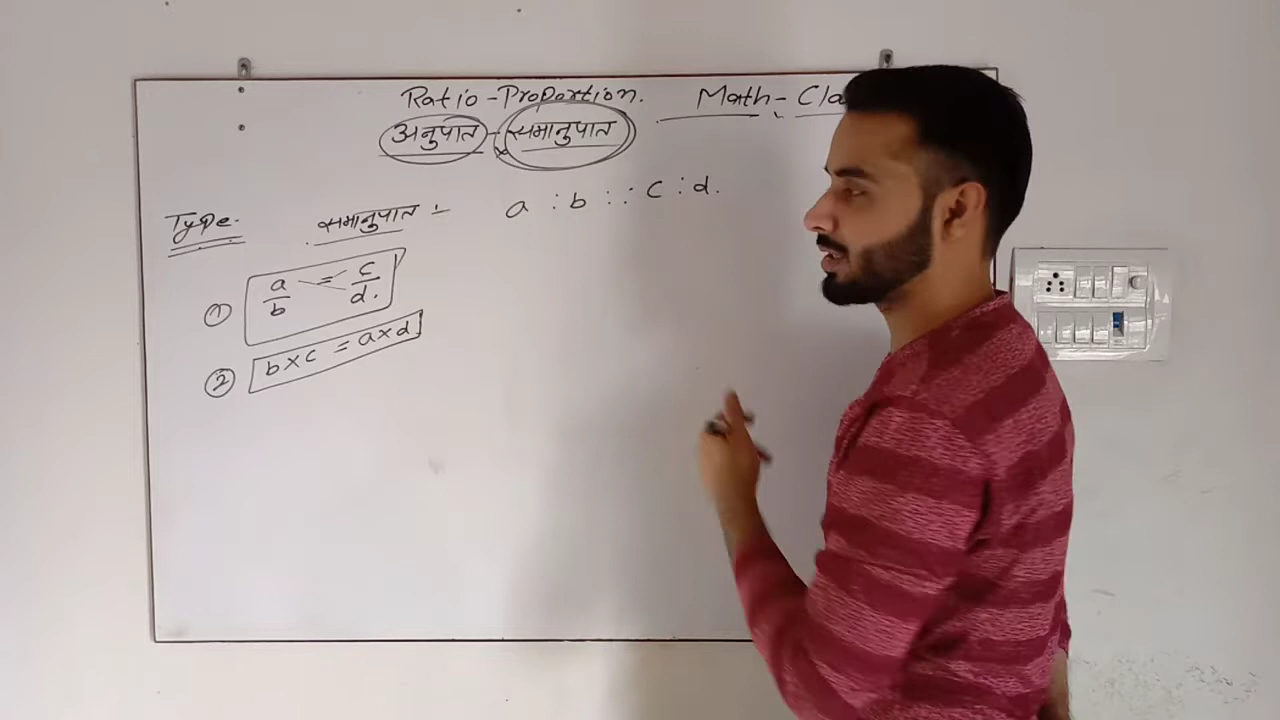 Ratio - Proportion. Math - Cla
अनुपात - समानुपात
Type. समानुपात :- a : b :: c : d.
① a/b = c/d.
② b×c = a×d